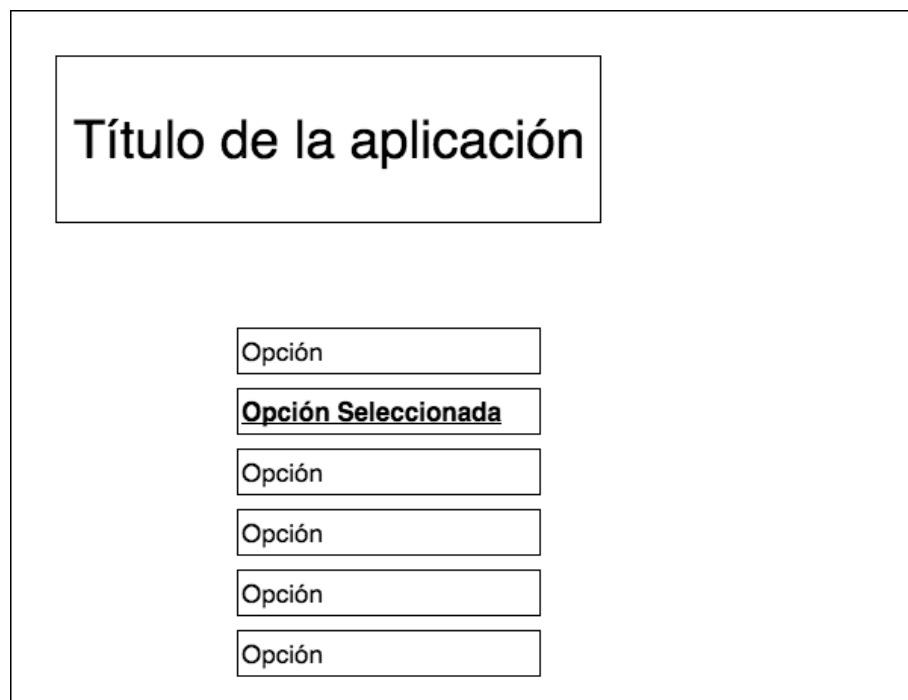 Título de la aplicación
Opción
Opción Seleccionada
Opción
Opción
Opción
Opción